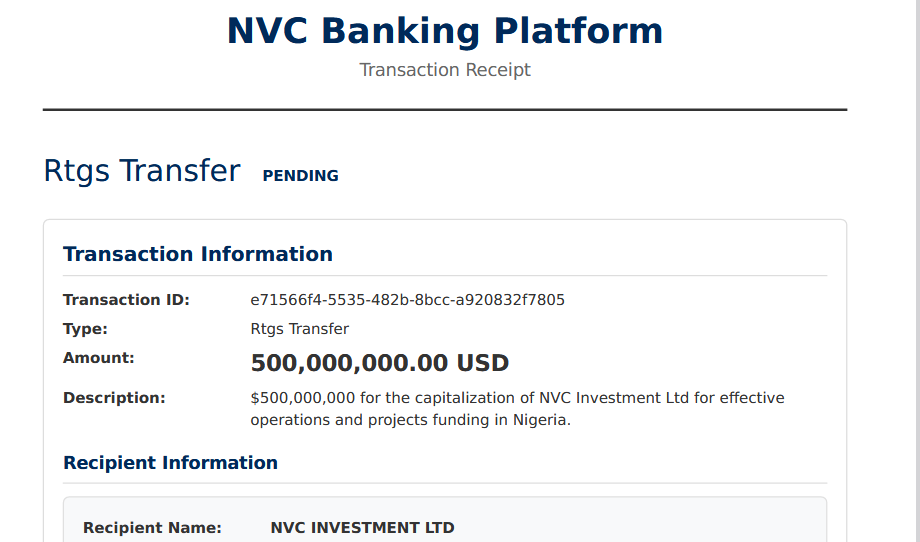 NVC Banking Platform
Transaction Receipt
Rtgs Transfer PENDING
Transaction Information
Transaction ID: e71566f4-5535-482b-8bcc-a920832f7805
Type: Rtgs Transfer
Amount: 500,000,000.00 USD
Description: $500,000,000 for the capitalization of NVC Investment Ltd for effective
operations and projects funding in Nigeria.
Recipient Information
Recipient Name: NVC INVESTMENT LTD